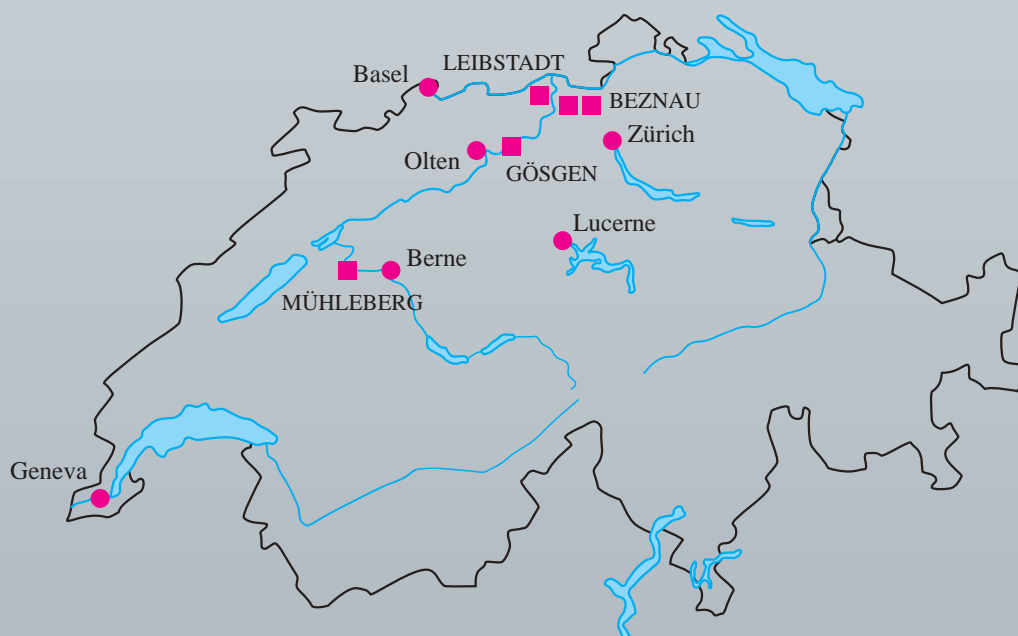 LEIBSTADT
Basel
BEZNAU
Zürich
Olten
GÖSGEN
Lucerne
Berne
MÜHLEBERG
Geneva